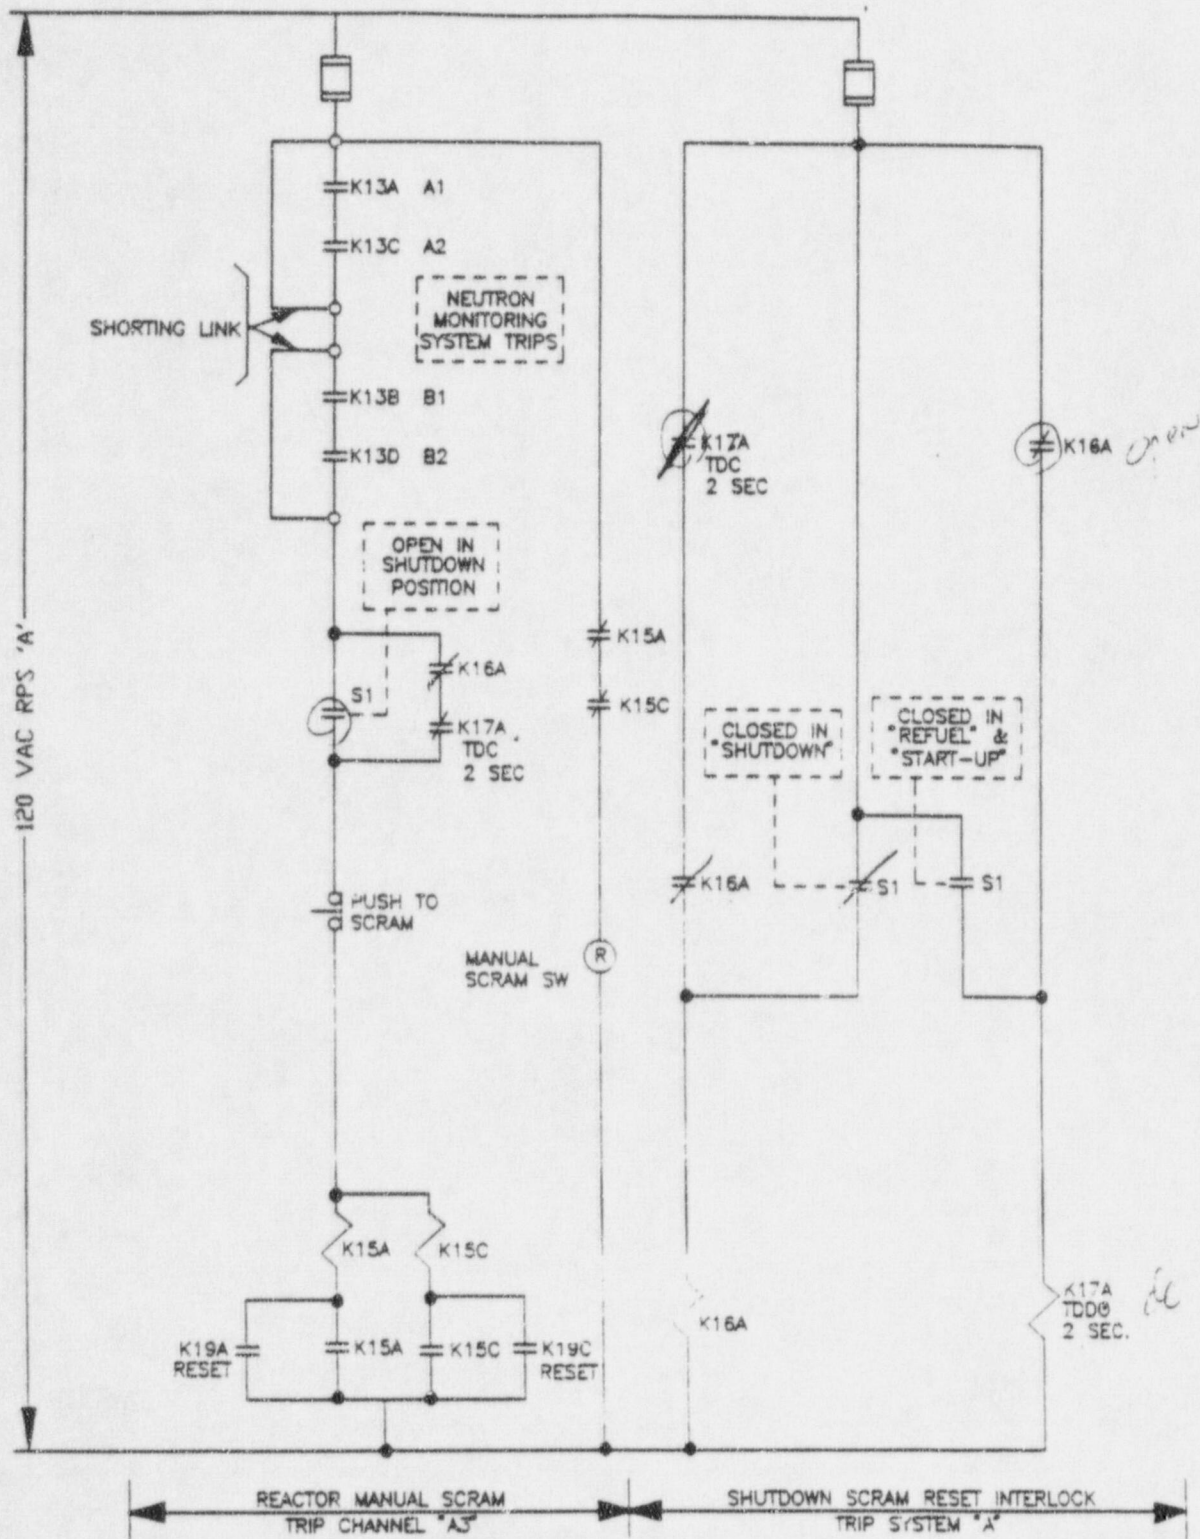 120 VAC RPS 'A'
K13A A1
K13C A2
NEUTRON
MONITORING
SYSTEM TRIPS
SHORTING LINK
K13B B1
K13D B2
OPEN IN
SHUTDOWN
POSITION
K16A
S1
K17A
TDC
2 SEC
PUSH TO
SCRAM
K15A
K15C
MANUAL
SCRAM SW
R
K15A
K15C
K19A
RESET
K15A
K15C
K19C
RESET
K17A
TDC
2 SEC
K16A
open
CLOSED IN
"SHUTDOWN"
CLOSED IN
"REFUEL" &
"START-UP"
K16A
S1
S1
K16A
K17A
TDDO
2 SEC.
REACTOR MANUAL SCRAM
TRIP CHANNEL "A3"
SHUTDOWN SCRAM RESET INTERLOCK
TRIP SYSTEM "A"